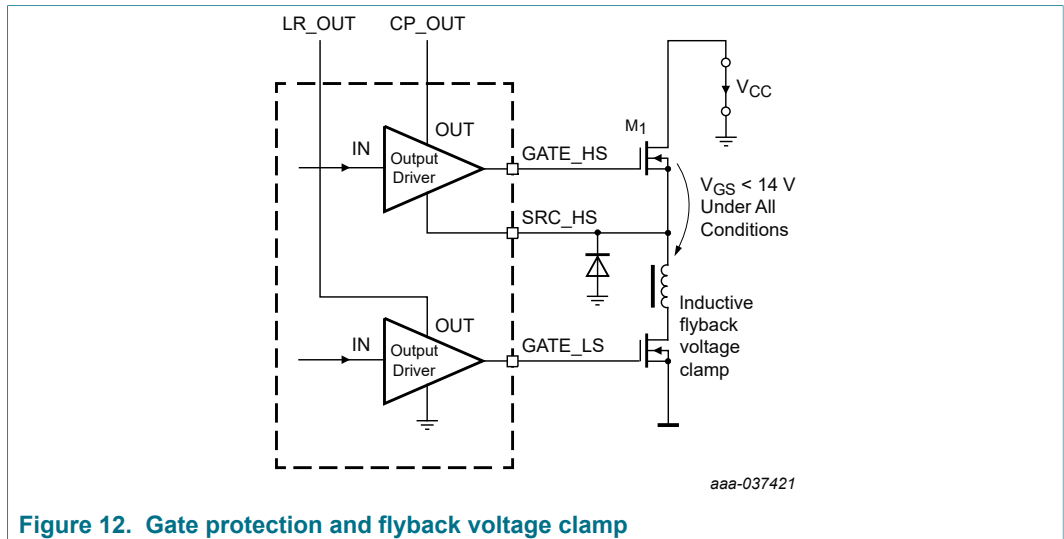 LR_OUT
CP_OUT
VCC
OUT
IN
Output
Driver
GATE_HS
M1
VGS < 14 V
Under All
Conditions
SRC_HS
OUT
IN
Output
Driver
GATE_LS
Inductive
flyback
voltage
clamp
aaa-037421
Figure 12. Gate protection and flyback voltage clamp